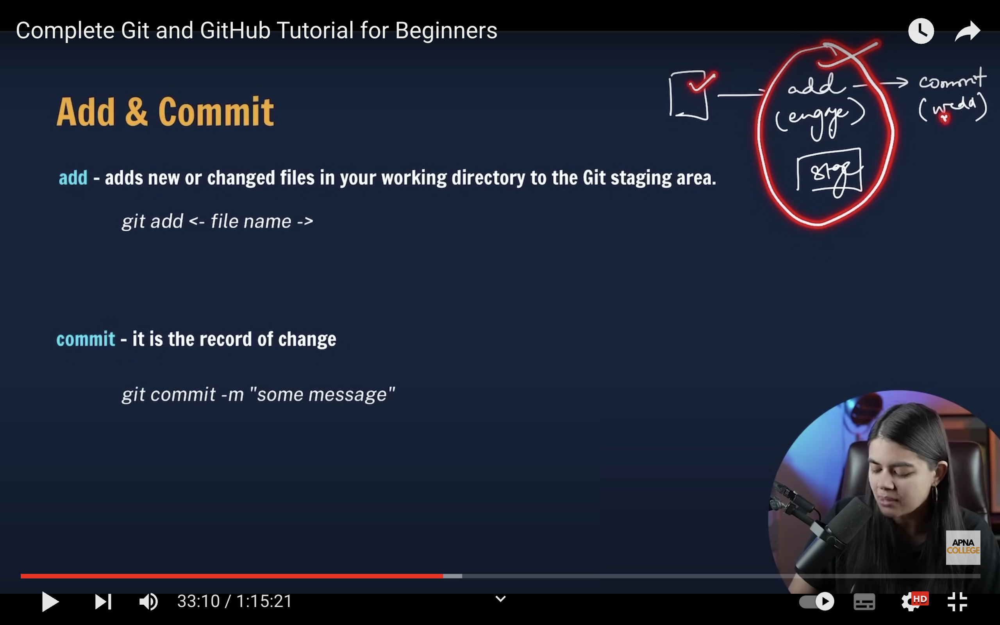 Complete Git and GitHub Tutorial for Beginners
add
commit
(engage)
Add & Commit
stage
add - adds new or changed files in your working directory to the Git staging area.
git add <- file name ->
commit - it is the record of change
git commit -m "some message"
APNA
COLLEGE
33:10 / 1:15:21
HD